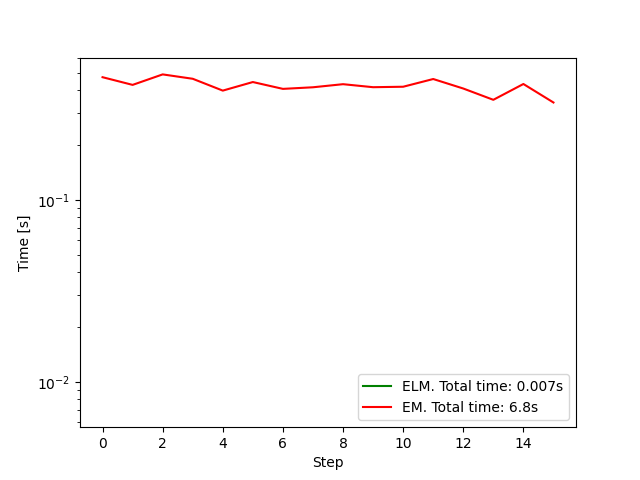 10⁻¹
10⁻²
Time [s]
ELM. Total time: 0.007s
EM. Total time: 6.8s
0 2 4 6 8 10 12 14
Step